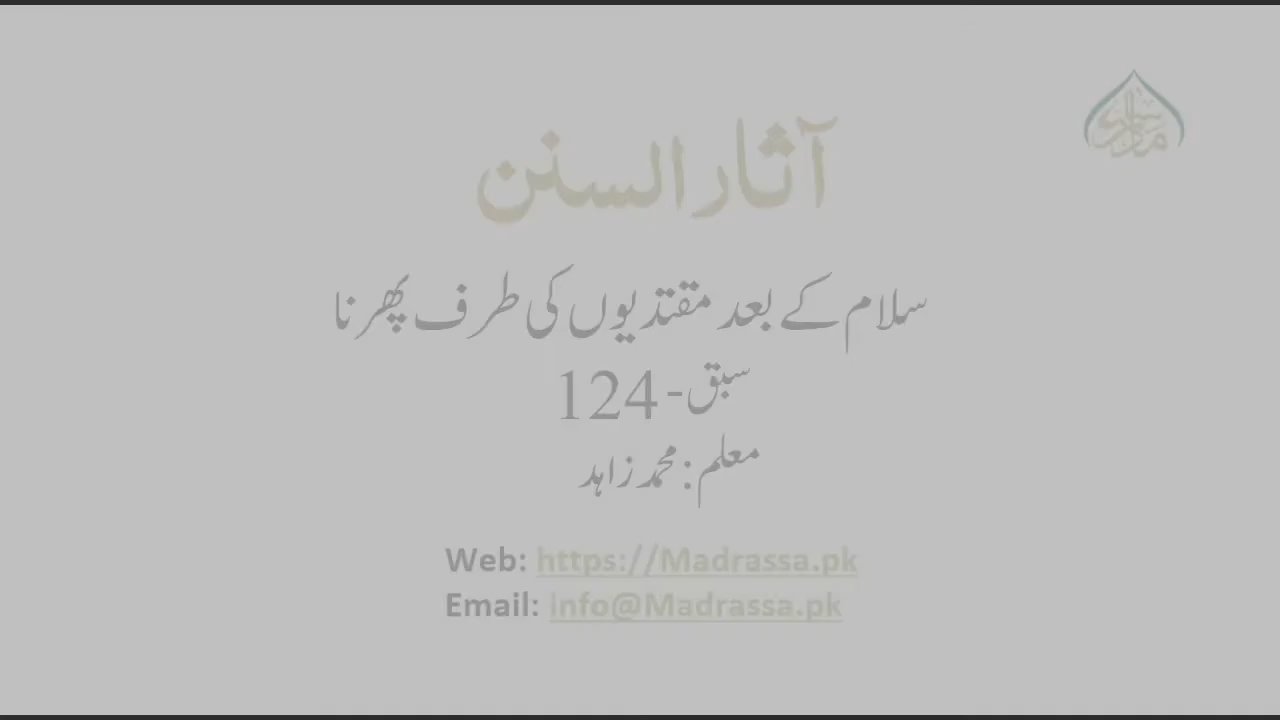 آثار السنن
سلام کے بعد مقتدیوں کی طرف پھرنا
سبق-124
معلم: محمد زاہد
Web: https://Madrassa.pk
Email: info@Madrassa.pk